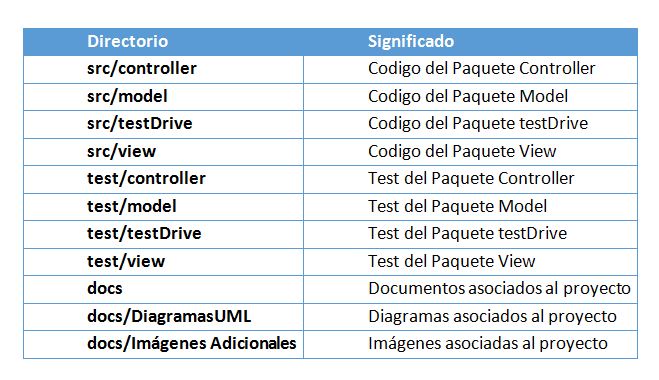 Directorio Significado
src/controller Codigo del Paquete Controller
src/model Codigo del Paquete Model
src/testDrive Codigo del Paquete testDrive
src/view Codigo del Paquete View
test/controller Test del Paquete Controller
test/model Test del Paquete Model
test/testDrive Test del Paquete testDrive
test/view Test del Paquete View
docs Documentos asociados al proyecto
docs/DiagramasUML Diagramas asociados al proyecto
docs/Imágenes Adicionales Imágenes asociadas al proyecto